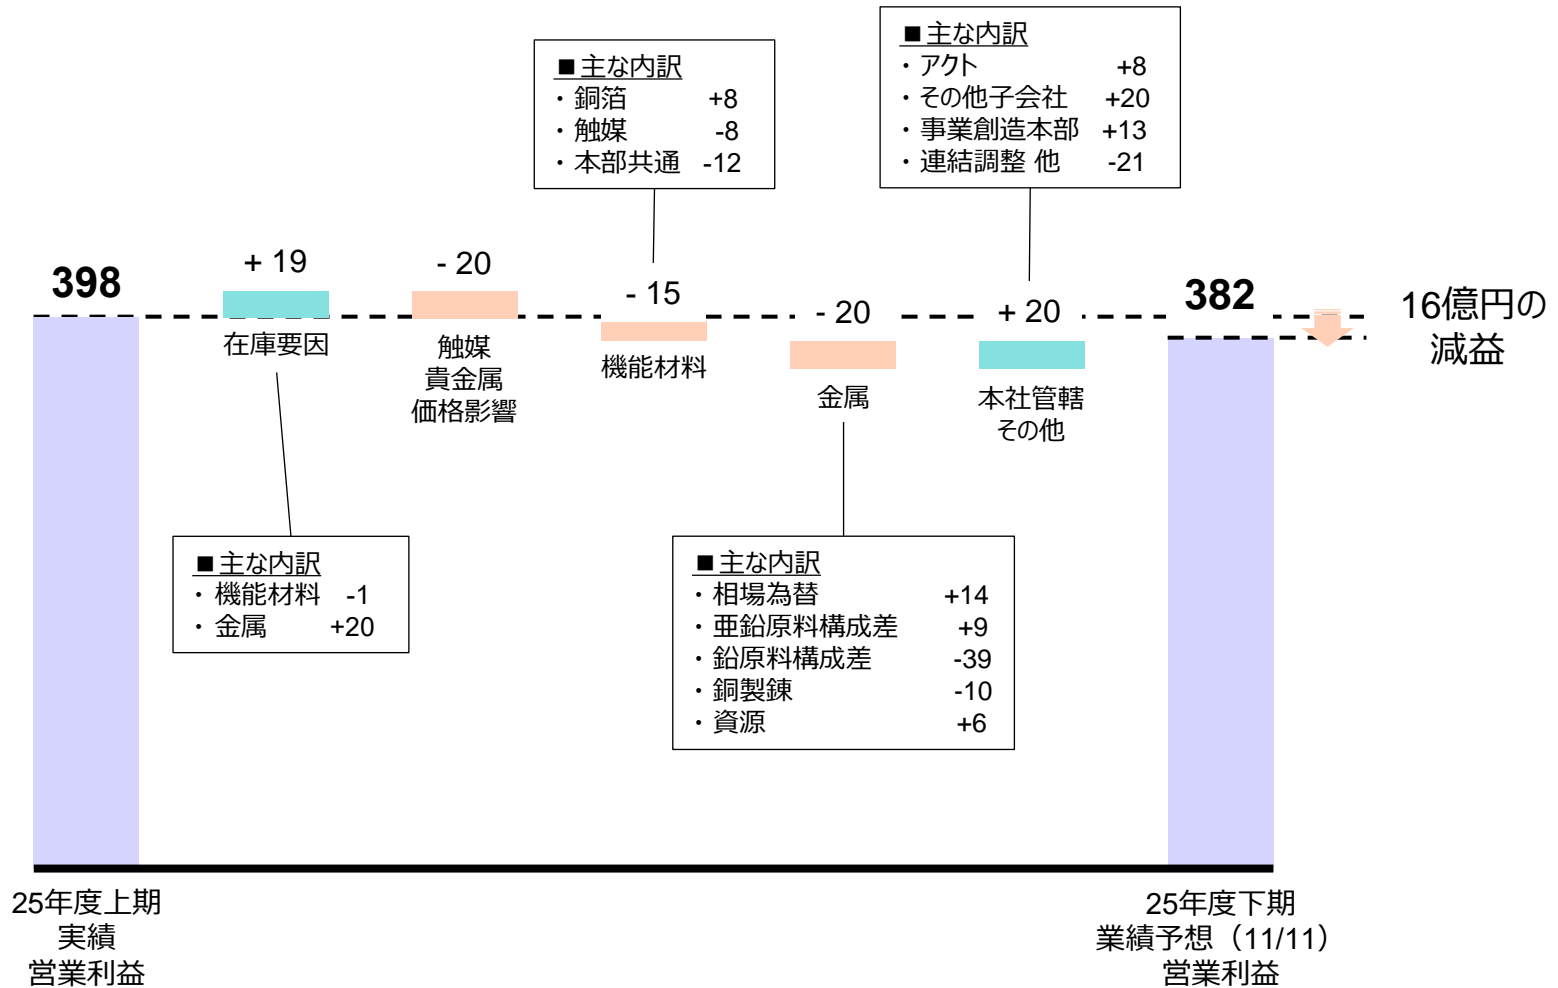 ■ 主な内訳
・ 銅箔 +8
・ 触媒 -8
・ 本部共通 -12
■ 主な内訳
・ アクト +8
・ その他子会社 +20
・ 事業創造本部 +13
・ 連結調整 他 -21
398
+ 19
- 20
- 15
- 20
+ 20
382
16億円の
減益
在庫要因
触媒
貴金属
価格影響
機能材料
金属
本社管轄
その他
■ 主な内訳
・ 機能材料 -1
・ 金属 +20
■ 主な内訳
・ 相場為替 +14
・ 亜鉛原料構成差 +9
・ 鉛原料構成差 -39
・ 銅製錬 -10
・ 資源 +6
25年度上期
実績
営業利益
25年度下期
業績予想（11/11）
営業利益